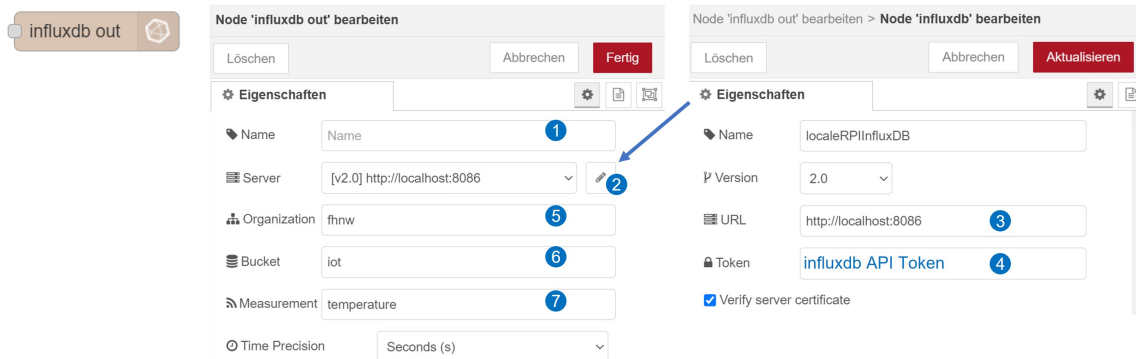 influxdb out
Node 'influxdb out' bearbeiten
Löschen
Abbrechen
Fertig
Eigenschaften
Name
Name
1
Server
[v2.0] http://localhost:8086
2
Organization
fhnw
5
Bucket
iot
6
Measurement
temperature
7
Time Precision
Seconds (s)
Node 'influxdb out' bearbeiten > Node 'influxdb' bearbeiten
Löschen
Abbrechen
Aktualisieren
Eigenschaften
Name
localeRPIInfluxDB
Version
2.0
URL
http://localhost:8086
3
Token
influxdb API Token
4
Verify server certificate